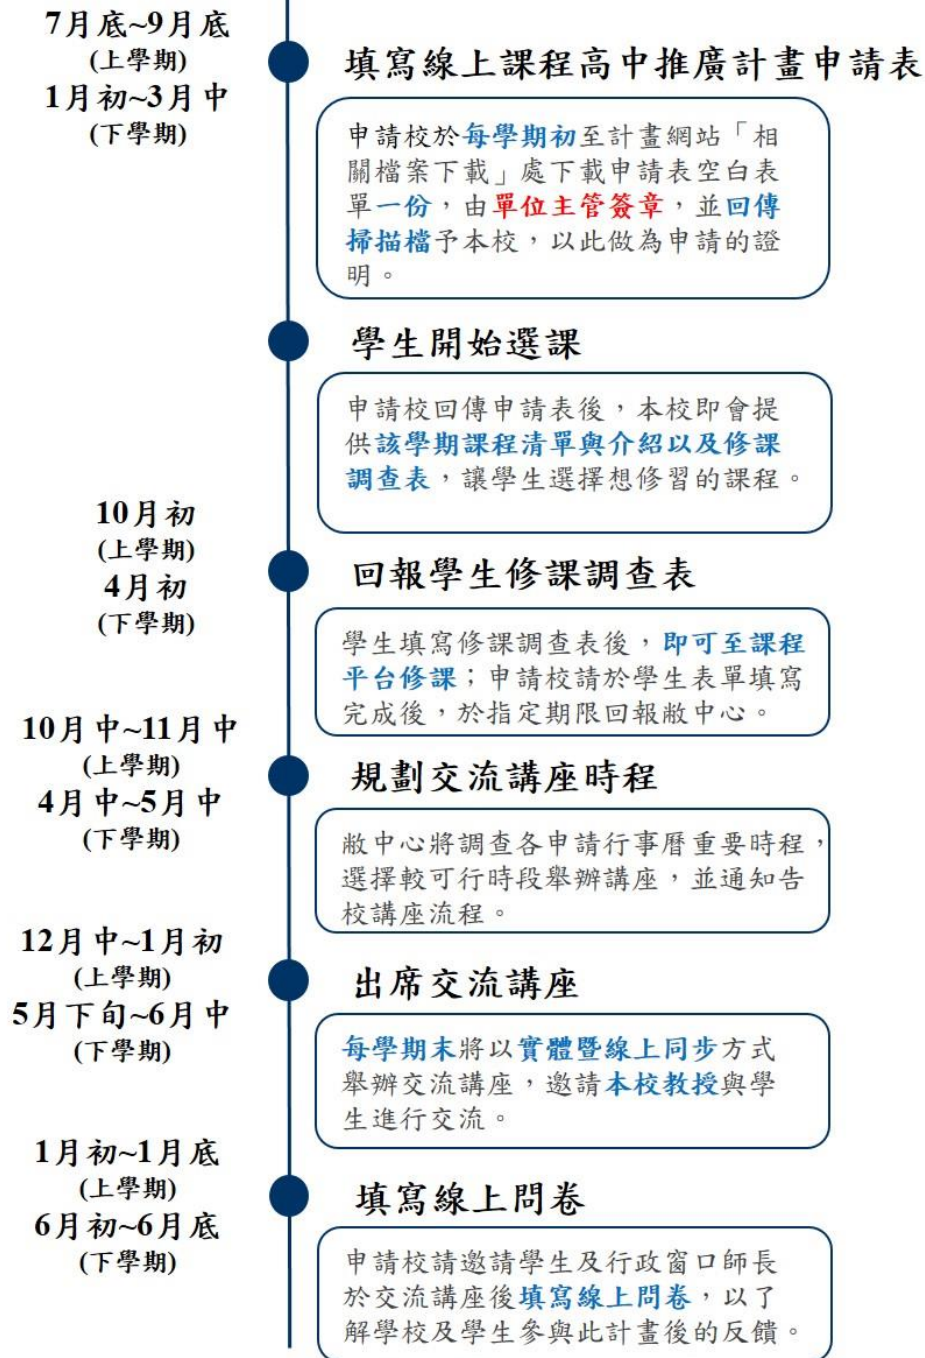 7月底~9月底
(上學期)
1月初~3月中
(下學期)
填寫線上課程高中推廣計畫申請表
申請校於每學期初至計畫網站「相
關檔案下載」處下載申請表空白表
單一份，由單位主管簽章，並回傳
掃描檔予本校，以此做為申請的證
明。
學生開始選課
申請校回傳申請表後，本校即會提
供該學期課程清單與介紹以及修課
調查表，讓學生選擇想修習的課程。
10月初
(上學期)
4月初
(下學期)
回報學生修課調查表
學生填寫修課調查表後，即可至課程
平台修課；申請校請於學生表單填寫
完成後，於指定期限回報敝中心。
10月中~11月中
(上學期)
4月中~5月中
(下學期)
規劃交流講座時程
敝中心將調查各申請行事曆重要時程，
選擇較可行時段舉辦講座，並通知告
校講座流程。
12月中~1月初
(上學期)
5月下旬~6月中
(下學期)
出席交流講座
每學期末將以實體暨線上同步方式
舉辦交流講座，邀請本校教授與學
生進行交流。
1月初~1月底
(上學期)
6月初~6月底
(下學期)
填寫線上問卷
申請校請邀請學生及行政窗口師長
於交流講座後填寫線上問卷，以了
解學校及學生參與此計畫後的反饋。